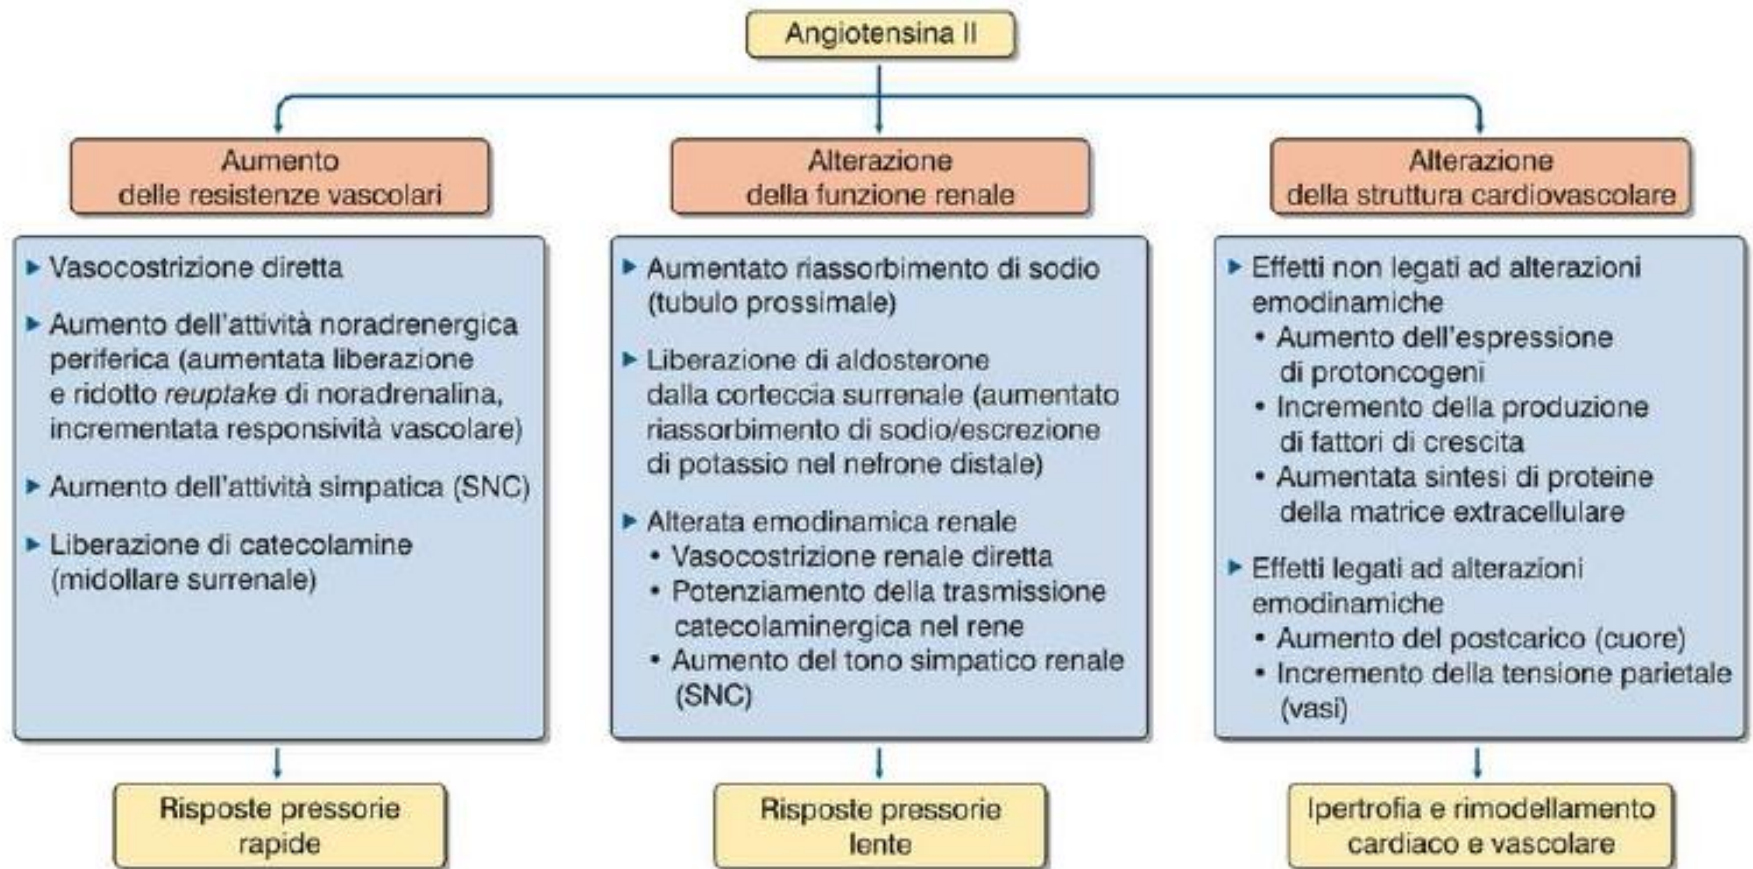 Angiotensina II
Aumento
delle resistenze vascolari
▶ Vasocostrizione diretta
▶ Aumento dell'attività noradrenergica
periferica (aumentata liberazione
e ridotto reuptake di noradrenalina,
incrementata responsività vascolare)
▶ Aumento dell'attività simpatica (SNC)
▶ Liberazione di catecolamine
(midollare surrenale)
Risposte pressorie
rapide
Alterazione
della funzione renale
▶ Aumentato riassorbimento di sodio
(tubulo prossimale)
▶ Liberazione di aldosterone
dalla corteccia surrenale (aumentato
riassorbimento di sodio/escrezione
di potassio nel nefrone distale)
▶ Alterata emodinamica renale
• Vasocostrizione renale diretta
• Potenziamento della trasmissione
catecolaminergica nel rene
• Aumento del tono simpatico renale
(SNC)
Risposte pressorie
lente
Alterazione
della struttura cardiovascolare
▶ Effetti non legati ad alterazioni
emodinamiche
• Aumento dell'espressione
di protoncogeni
• Incremento della produzione
di fattori di crescita
• Aumentata sintesi di proteine
della matrice extracellulare
▶ Effetti legati ad alterazioni
emodinamiche
• Aumento del postcarico (cuore)
• Incremento della tensione parietale
(vasi)
Ipertrofia e rimodellamento
cardiaco e vascolare